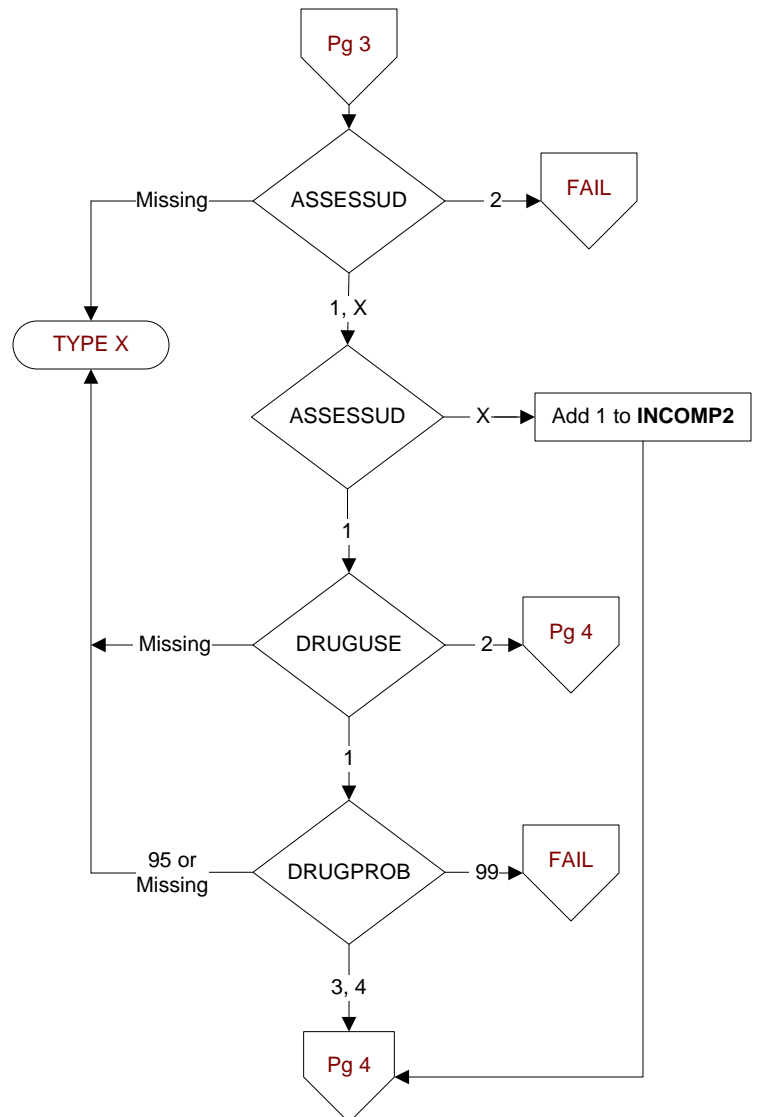 Pg 3
Missing
ASSESSUD
2
FAIL
1, X
TYPE X
ASSESSUD
X
Add 1 to INCOMP2
1
Missing
DRUGUSE
2
Pg 4
1
95 or
Missing
DRUGPROB
99
FAIL
3, 4
Pg 4